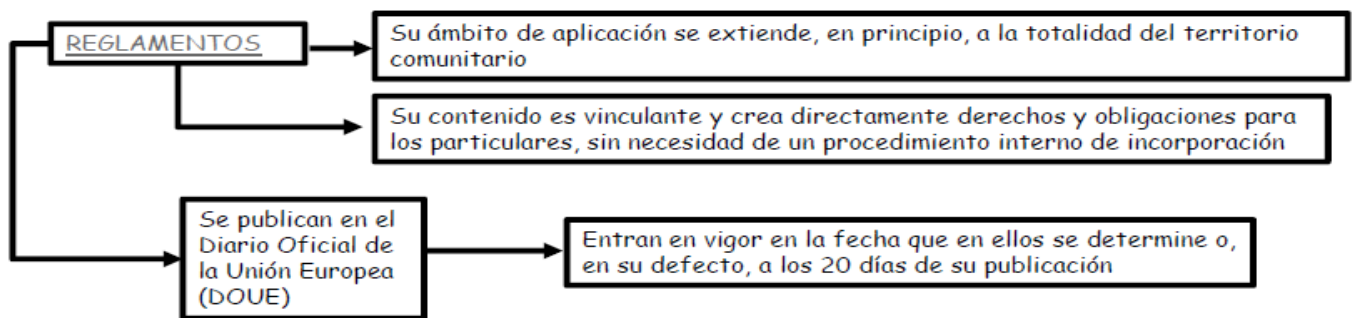 REGLAMENTOS
Su ámbito de aplicación se extiende, en principio, a la totalidad del territorio
comunitario
Su contenido es vinculante y crea directamente derechos y obligaciones para
los particulares, sin necesidad de un procedimiento interno de incorporación
Se publican en el
Diario Oficial de
la Unión Europea
(DOUE)
Entran en vigor en la fecha que en ellos se determine o,
en su defecto, a los 20 días de su publicación